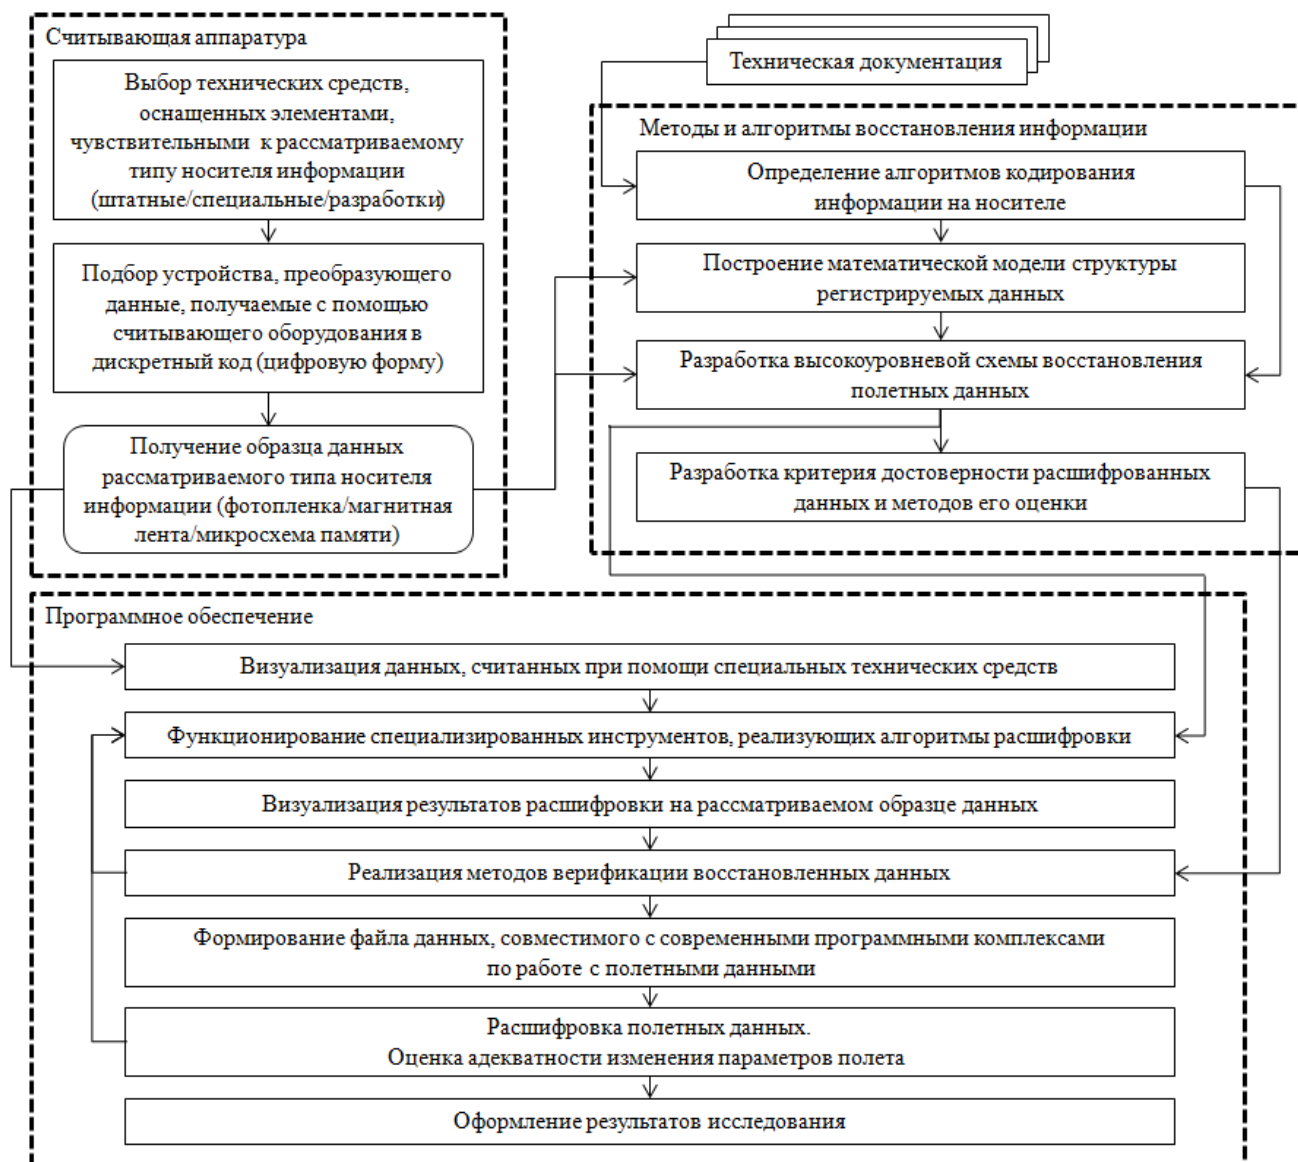 Считывающая аппаратура
Выбор технических средств,
оснащенных элементами,
чувствительными к рассматриваемому
типу носителя информации
(штатные/специальные/разработки)
Подбор устройства, преобразующего
данные, получаемые с помощью
считывающего оборудования в
дискретный код (цифровую форму)
Получение образца данных
рассматриваемого типа носителя
информации (фотопленка/магнитная
лента/микросхема памяти)
Техническая документация
Методы и алгоритмы восстановления информации
Определение алгоритмов кодирования
информации на носителе
Построение математической модели структуры
регистрируемых данных
Разработка высокоуровневой схемы восстановления
полетных данных
Разработка критерия достоверности расшифрованных
данных и методов его оценки
Программное обеспечение
Визуализация данных, считанных при помощи специальных технических средств
Функционирование специализированных инструментов, реализующих алгоритмы расшифровки
Визуализация результатов расшифровки на рассматриваемом образце данных
Реализация методов верификации восстановленных данных
Формирование файла данных, совместимого с современными программными комплексами
по работе с полетными данными
Расшифровка полетных данных.
Оценка адекватности изменения параметров полета
Оформление результатов исследования